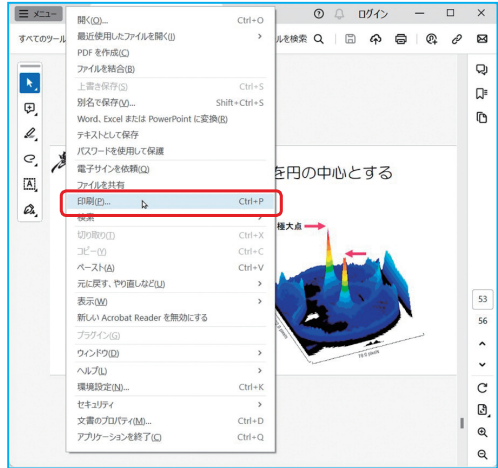 メニュー
ログイン
すべてのツール
ルを検索
開く(O)... Ctrl+O
最近使用したファイルを開く(I)
PDF を作成(C)
ファイルを結合(B)
上書き保存(S) Ctrl+S
別名で保存(V)... Shift+Ctrl+S
Word、Excel または PowerPoint に変換(R)
テキストとして保存
パスワードを使用して保護
電子サインを依頼(Q)
ファイルを共有
印刷(P)... Ctrl+P
検索
切り取り(T) Ctrl+X
コピー(Y) Ctrl+C
ペースト(A) Ctrl+V
元に戻す、やり直しなど(U)
表示(W)
新しい Acrobat Reader を無効にする
プラグイン(G)
ウィンドウ(D)
ヘルプ(L)
環境設定(N)... Ctrl+K
セキュリティ
文書のプロパティ(M)... Ctrl+D
アプリケーションを終了(C) Ctrl+Q
を円の中心とする
極大点
53
56